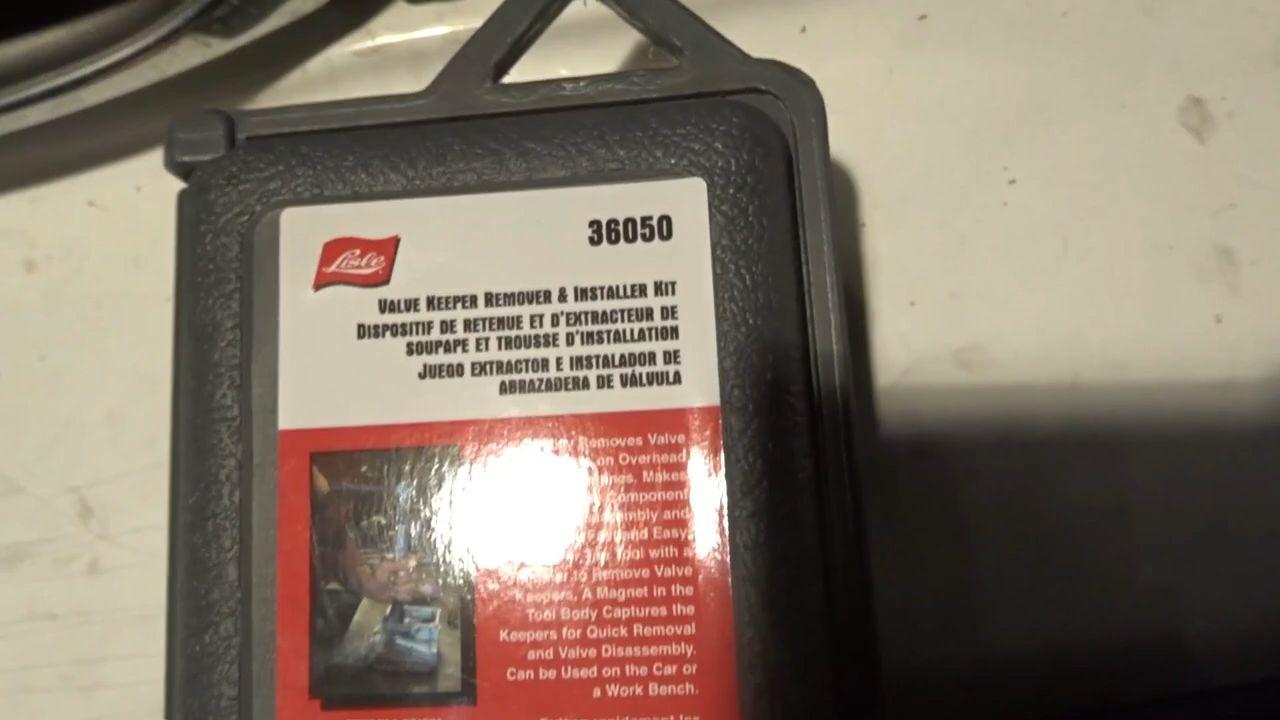 36050
Lisle
VALVE KEEPER REMOVER & INSTALLER KIT
DISPOSITIF DE RETENUE ET D'EXTRACTEUR DE
SOUPAPE ET TROUSSE D'INSTALLATION
JUEGO EXTRACTOR E INSTALADOR DE
ABRAZADERA DE VÁLVULA
Removes Valve
on Overhead
Makes
Component
and
and Easy.
Tool with a
to Remove Valve
Keepers, A Magnet in the
Tool Body Captures the
Keepers for Quick Removal
and Valve Disassembly.
Can be Used on the Car or
a Work Bench.